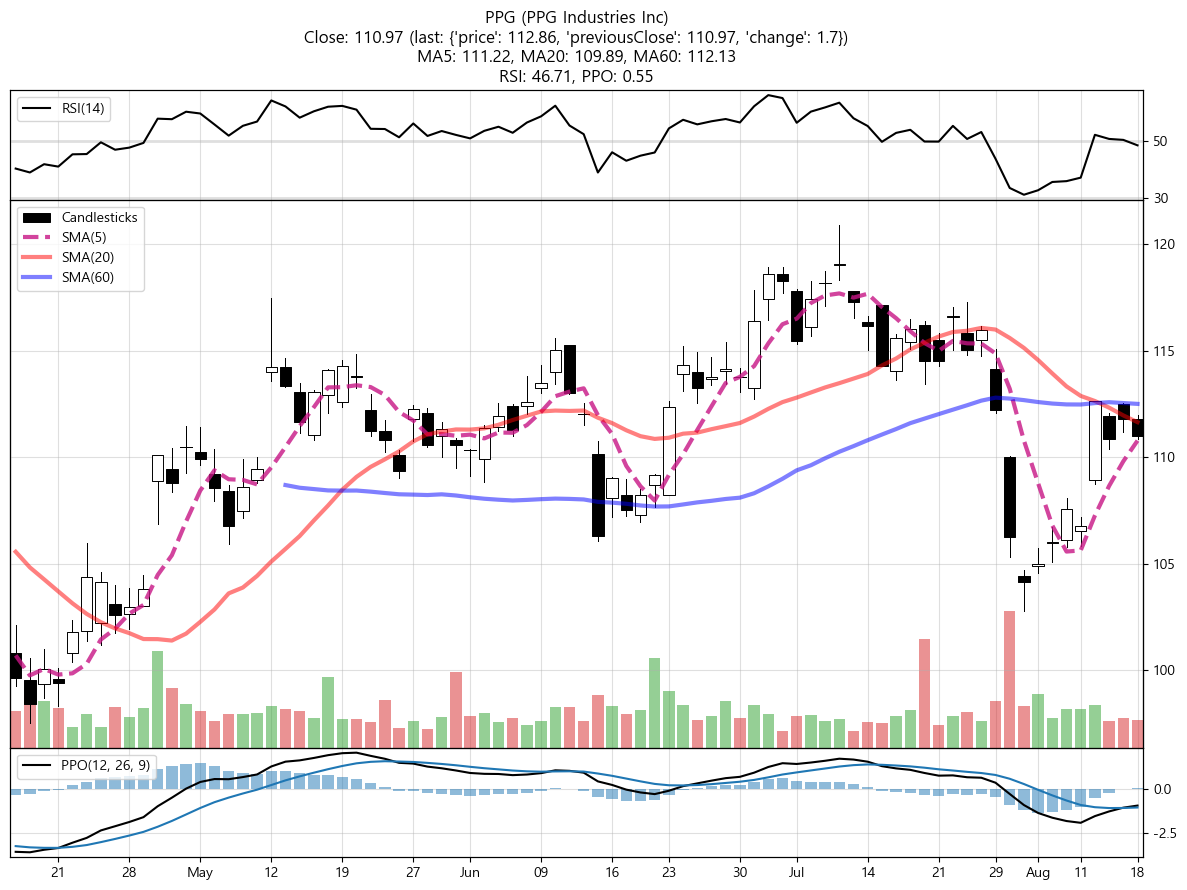 PPG (PPG Industries Inc)
Close: 110.97 (last: {'price': 112.86, 'previousClose': 110.97, 'change': 1.7})
MA5: 111.22, MA20: 109.89, MA60: 112.13
RSI: 46.71, PPO: 0.55
RSI(14)
50
30
Candlesticks
SMA(5)
SMA(20)
SMA(60)
120
115
110
105
100
PPO(12, 26, 9)
0.0
−2.5
21 28 May 12 19 27 Jun 09 16 23 30 Jul 14 21 29 Aug 11 18